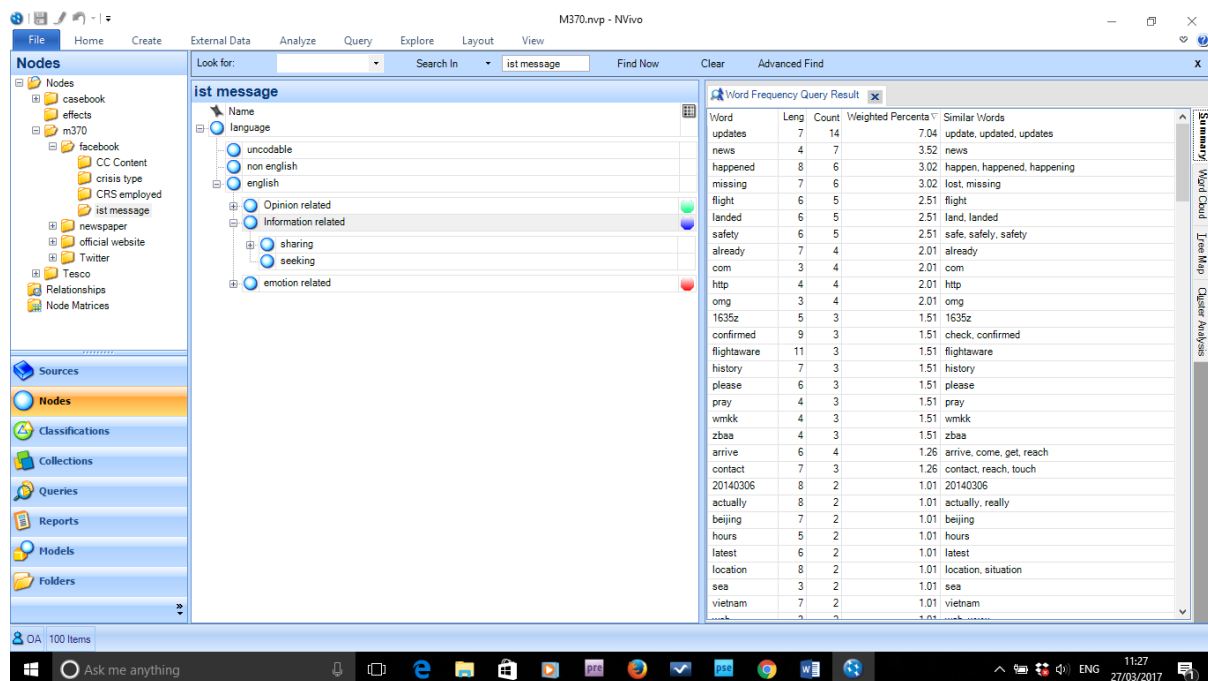 M370.nvp - NVivo
File Home Create External Data Analyze Query Explore Layout View
Nodes
Look for: Search In ist message Find Now Clear Advanced Find x
Nodes
casebook
effects
m370
facebook
CC Content
crisis type
CRS employed
ist message
newspaper
official website
Twitter
Tesco
Relationships
Node Matrices
Sources
Nodes
Classifications
Collections
Queries
Reports
Models
Folders
ist message
Name
language
uncodable
non english
english
Opinion related
Information related
sharing
seeking
emotion related
Word Frequency Query Result x
Word Leng Count Weighted Percenta Similar Words
updates 7 14 7.04 update, updated, updates
news 4 7 3.52 news
happened 8 6 3.02 happen, happened, happening
missing 7 6 3.02 lost, missing
flight 6 5 2.51 flight
landed 6 5 2.51 land, landed
safety 6 5 2.51 safe, safely, safety
already 7 4 2.01 already
com 3 4 2.01 com
http 4 4 2.01 http
omg 3 4 2.01 omg
1635z 5 3 1.51 1635z
confirmed 9 3 1.51 check, confirmed
flightaware 11 3 1.51 flightaware
history 7 3 1.51 history
please 6 3 1.51 please
pray 4 3 1.51 pray
wmkk 4 3 1.51 wmkk
zbaa 4 3 1.51 zbaa
arrive 6 4 1.26 arrive, come, get, reach
contact 7 3 1.26 contact, reach, touch
20140306 8 2 1.01 20140306
actually 8 2 1.01 actually, really
beijing 7 2 1.01 beijing
hours 5 2 1.01 hours
latest 6 2 1.01 latest
location 8 2 1.01 location, situation
sea 3 2 1.01 sea
vietnam 7 2 1.01 vietnam
Summary
Word Cloud
Tree Map
Cluster Analysis
OA 100 Items
Ask me anything
pre
pse
ENG
11:27
27/03/2017